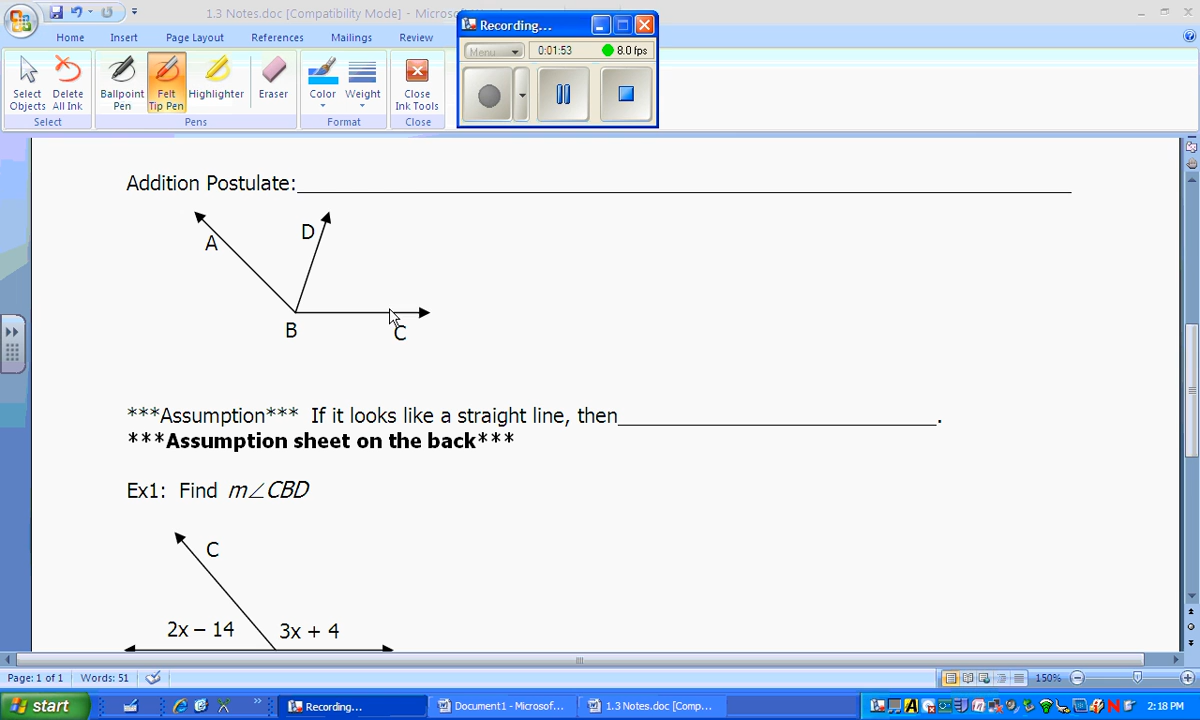 1.3 Notes.doc [Compatibility Mode] - Microsof
Recording...
Home Insert Page Layout References Mailings Review
Menu 0:01:53 8.0 fps
Select Objects Delete All Ink Ballpoint Pen Felt Tip Pen Highlighter Eraser Color Weight Close Ink Tools
Select Pens Format Close
Addition Postulate:
A D
B C
***Assumption*** If it looks like a straight line, then .
***Assumption sheet on the back***
Ex1: Find m∠CBD
C
2x – 14 3x + 4
Page: 1 of 1 Words: 51 150%
start Recording... Document1 - Microsof... 1.3 Notes.doc [Comp... 2:18 PM